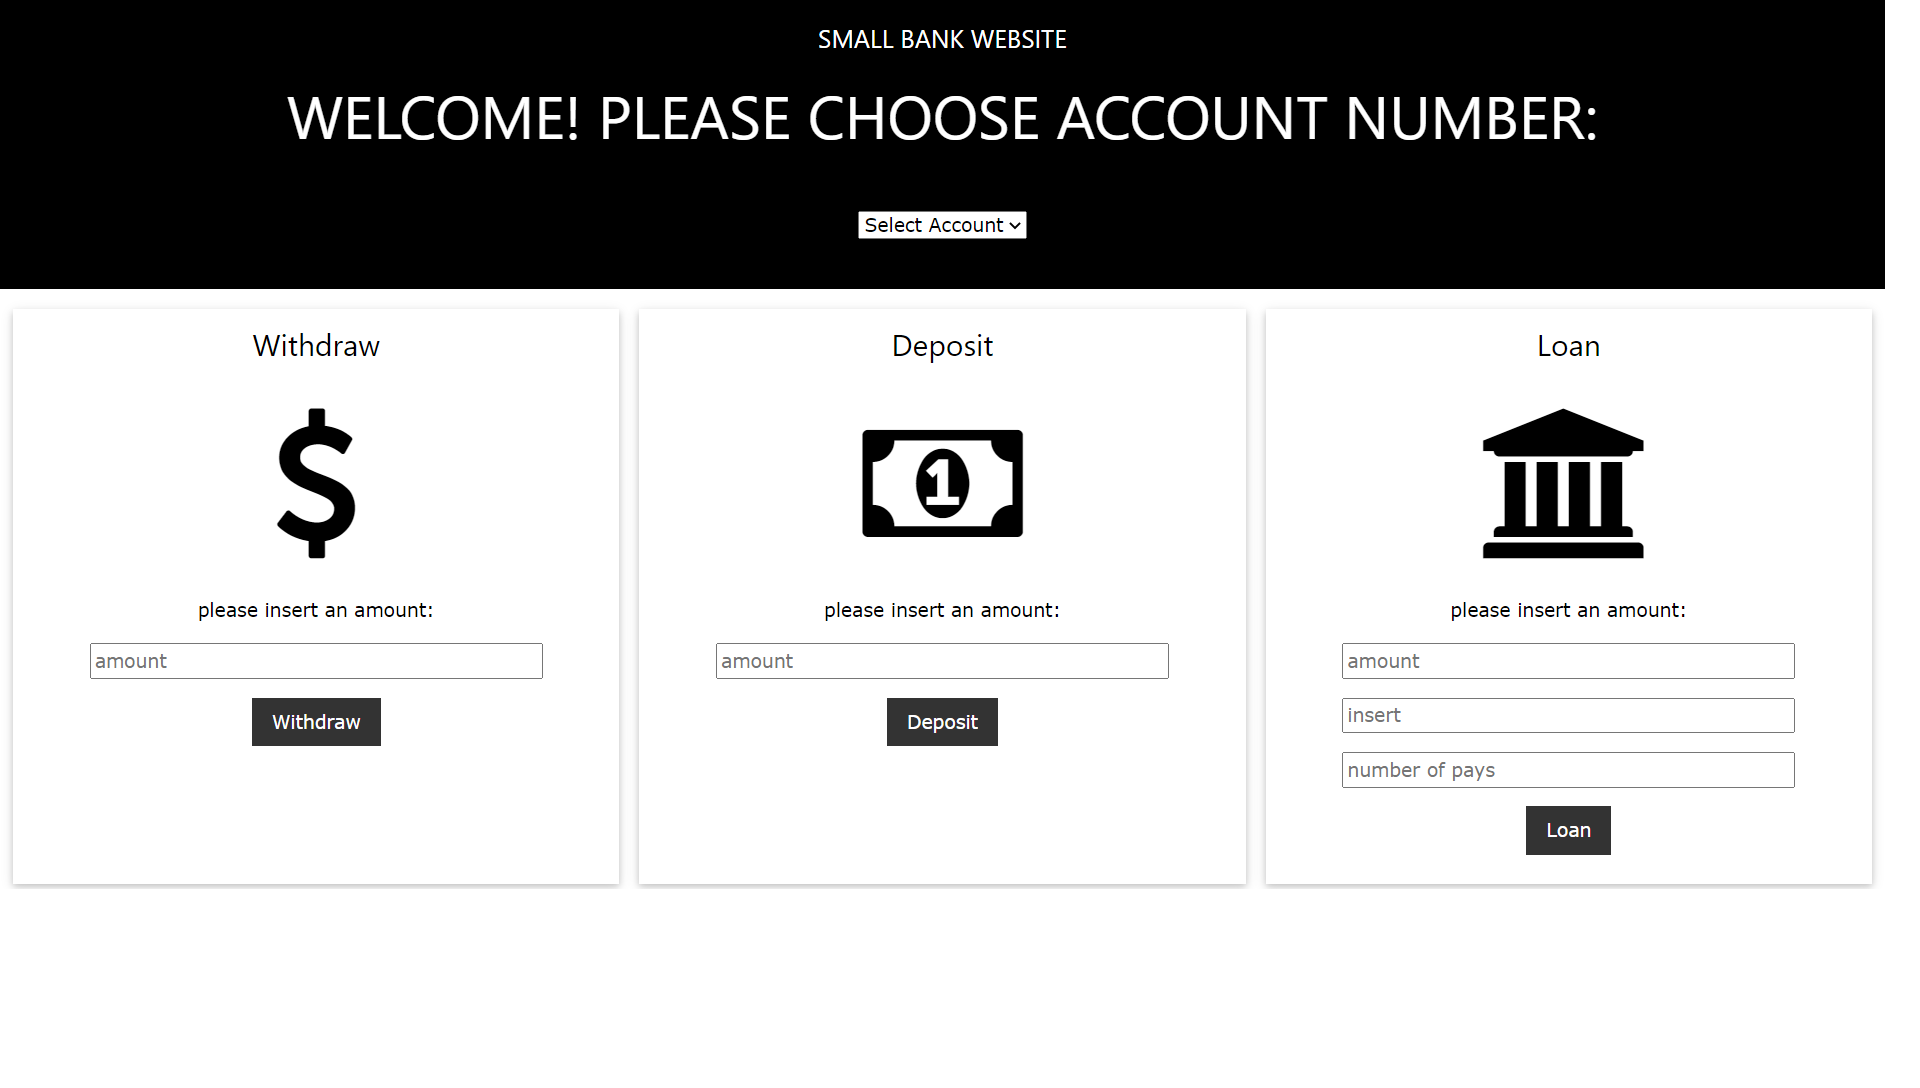 SMALL BANK WEBSITE
WELCOME! PLEASE CHOOSE ACCOUNT NUMBER:
Select Account
Withdraw
please insert an amount:
amount
Withdraw
Deposit
1
please insert an amount:
amount
Deposit
Loan
please insert an amount:
amount
insert
number of pays
Loan